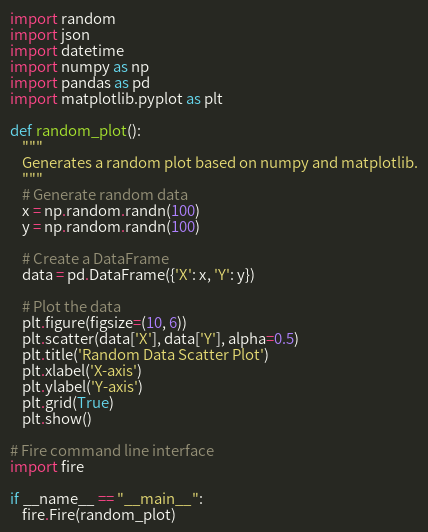 import random
import json
import datetime
import numpy as np
import pandas as pd
import matplotlib.pyplot as plt

def random_plot():
    """
    Generates a random plot based on numpy and matplotlib.
    """
    # Generate random data
    x = np.random.randn(100)
    y = np.random.randn(100)

    # Create a DataFrame
    data = pd.DataFrame({'X': x, 'Y': y})

    # Plot the data
    plt.figure(figsize=(10, 6))
    plt.scatter(data['X'], data['Y'], alpha=0.5)
    plt.title('Random Data Scatter Plot')
    plt.xlabel('X-axis')
    plt.ylabel('Y-axis')
    plt.grid(True)
    plt.show()

# Fire command line interface
import fire

if __name__ == "__main__":
    fire.Fire(random_plot)